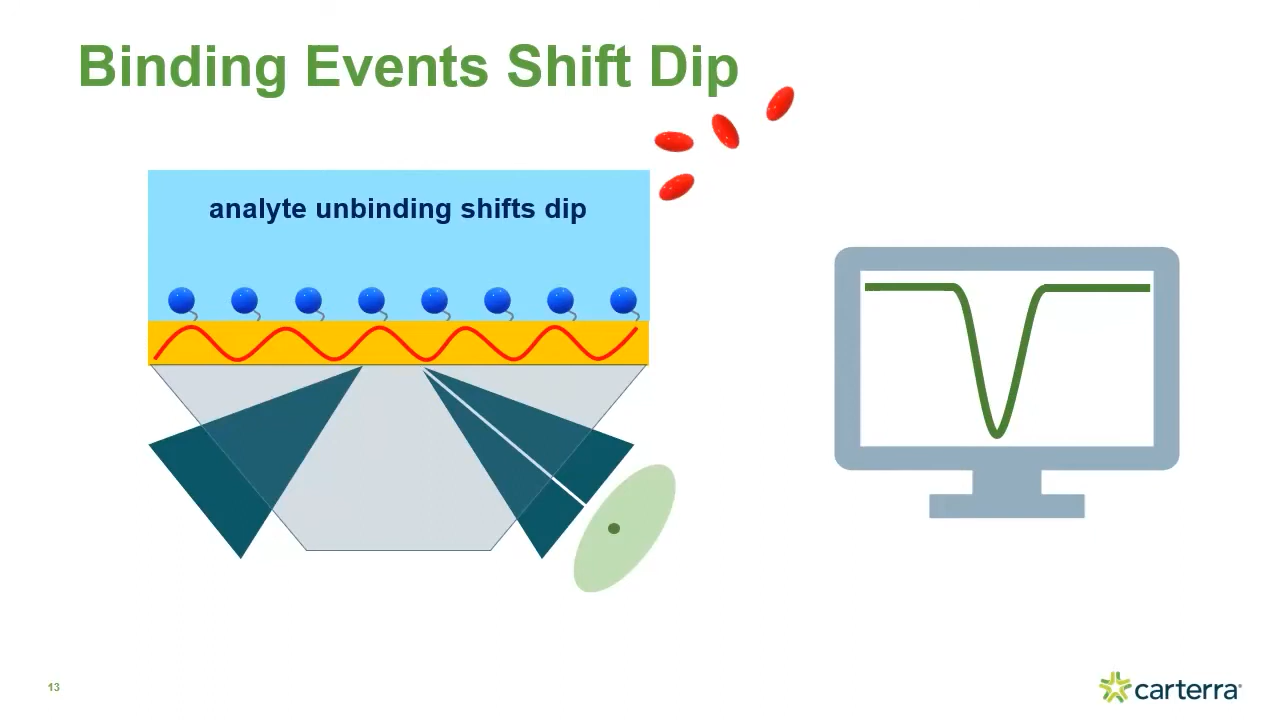 Binding Events Shift Dip
analyte unbinding shifts dip
13
carterra®